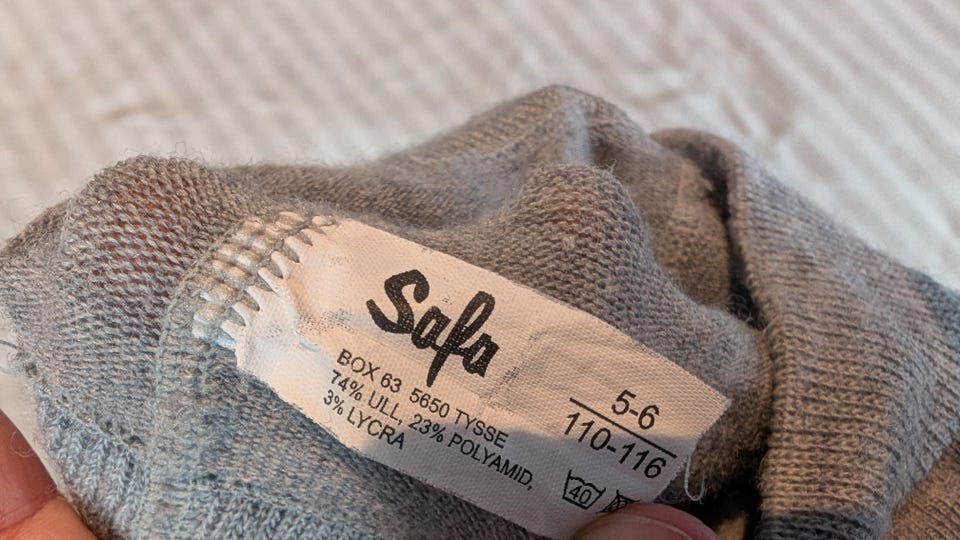 Safa
BOX 63 5650 TYSSE
74% ULL, 23% POLYAMID,
3% LYCRA
5-6
110-116
40